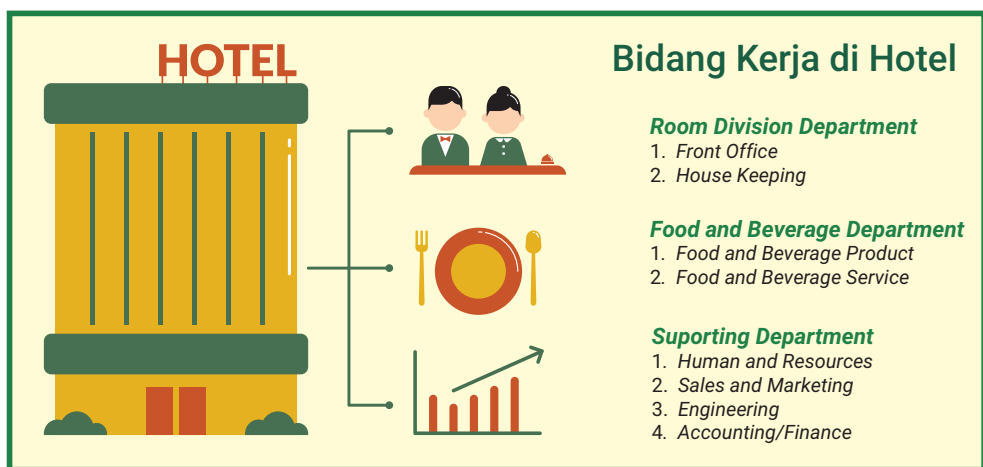 HOTEL
Bidang Kerja di Hotel
Room Division Department
1. Front Office
2. House Keeping
Food and Beverage Department
1. Food and Beverage Product
2. Food and Beverage Service
Suporting Department
1. Human and Resources
2. Sales and Marketing
3. Engineering
4. Accounting/Finance